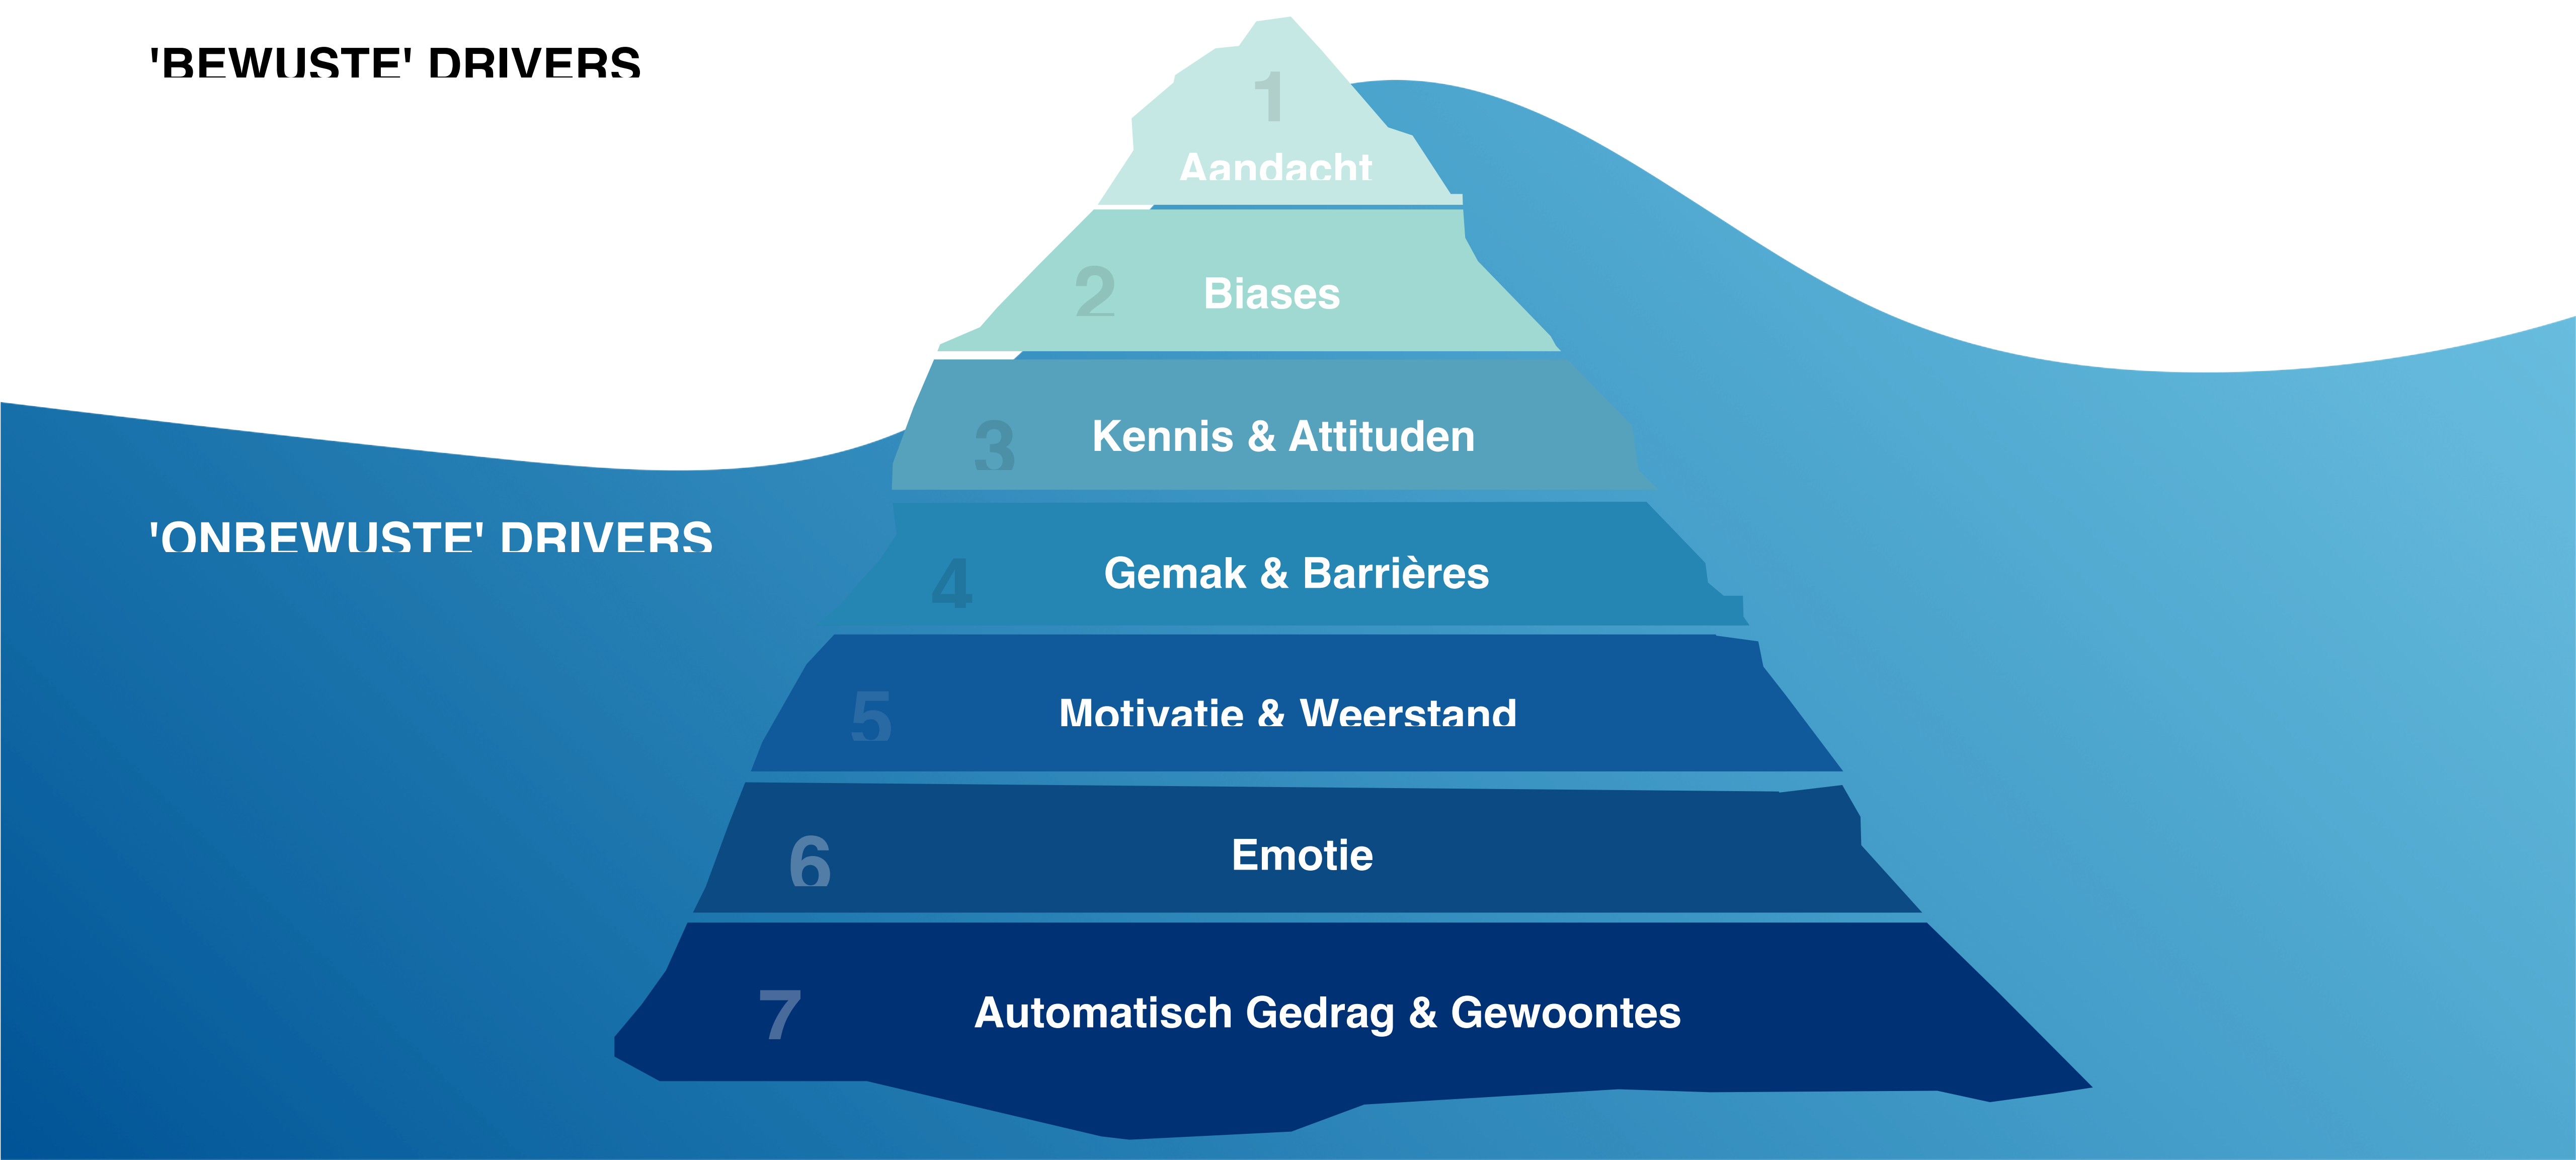 'BEWUSTE' DRIVERS
1
Aandacht
2
Biases
3
Kennis & Attituden
'ONBEWUSTE' DRIVERS
4
Gemak & Barrières
5
Motivatie & Weerstand
6
Emotie
7
Automatisch Gedrag & Gewoontes